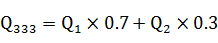 Q₃₃₃ = Q₁ × 0.7 + Q₂ × 0.3